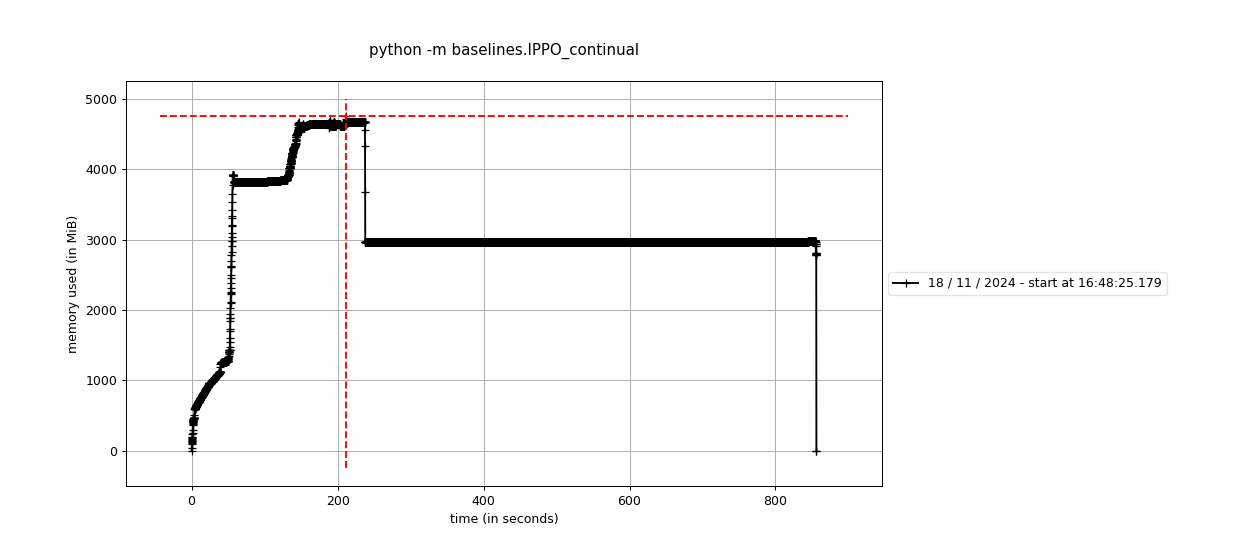 python -m baselines.IPPO_continual
5000
4000
3000
2000
1000
0
memory used (in MiB)
0 200 400 600 800
time (in seconds)
18 / 11 / 2024 - start at 16:48:25.179